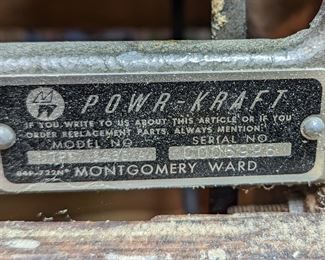 M
W
POWR-KRAFT
IF YOU WRITE TO US ABOUT THIS ARTICLE OR IF YOU
ORDER REPLACEMENT PARTS, ALWAYS MENTION:
MODEL NO. SERIAL NO.
MONTGOMERY WARD